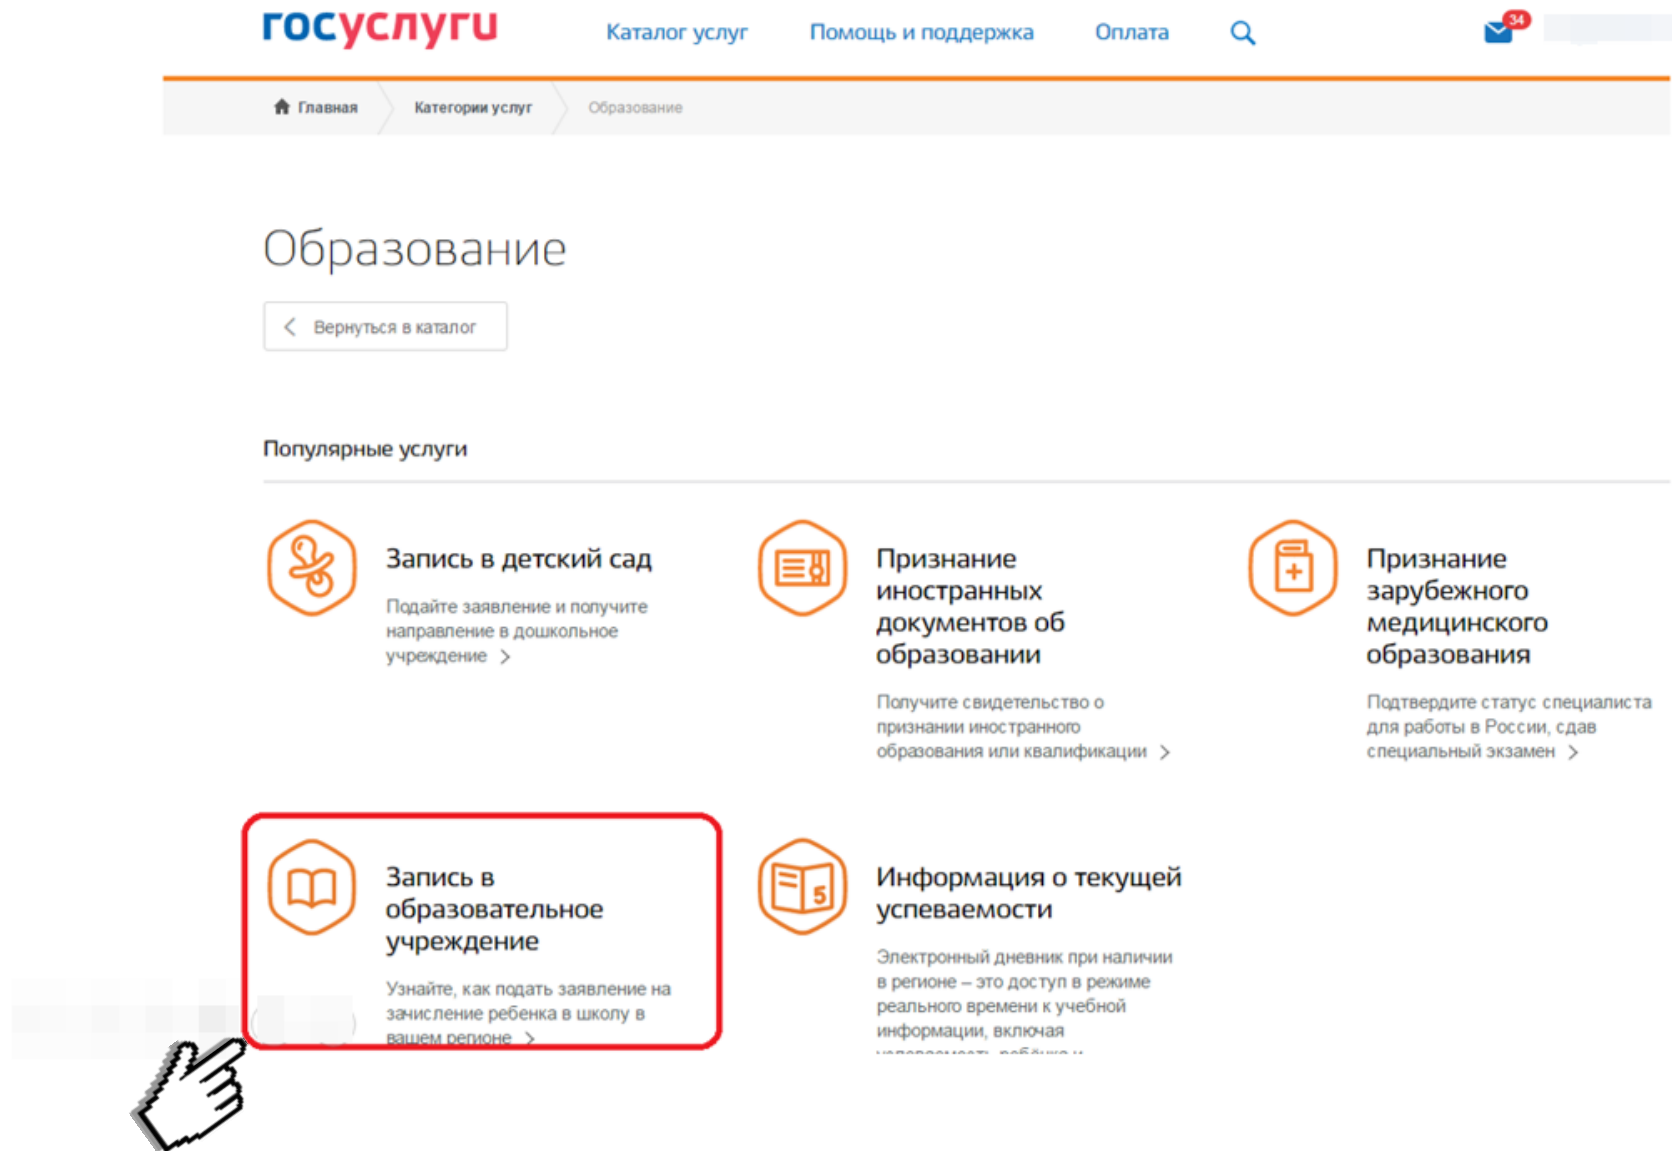 госуслуги
Каталог услуг
Помощь и поддержка
Оплата
34
Главная
Категории услуг
Образование
Образование
Вернуться в каталог
Популярные услуги
Запись в детский сад
Подайте заявление и получите
направление в дошкольное
учреждение
Признание
иностранных
документов об
образовании
Получите свидетельство о
признании иностранного
образования или квалификации
Признание
зарубежного
медицинского
образования
Подтвердите статус специалиста
для работы в России, сдав
специальный экзамен
Запись в
образовательное
учреждение
Узнайте, как подать заявление на
зачисление ребенка в школу в
вашем регионе
5
Информация о текущей
успеваемости
Электронный дневник при наличии
в регионе – это доступ в режиме
реального времени к учебной
информации, включая